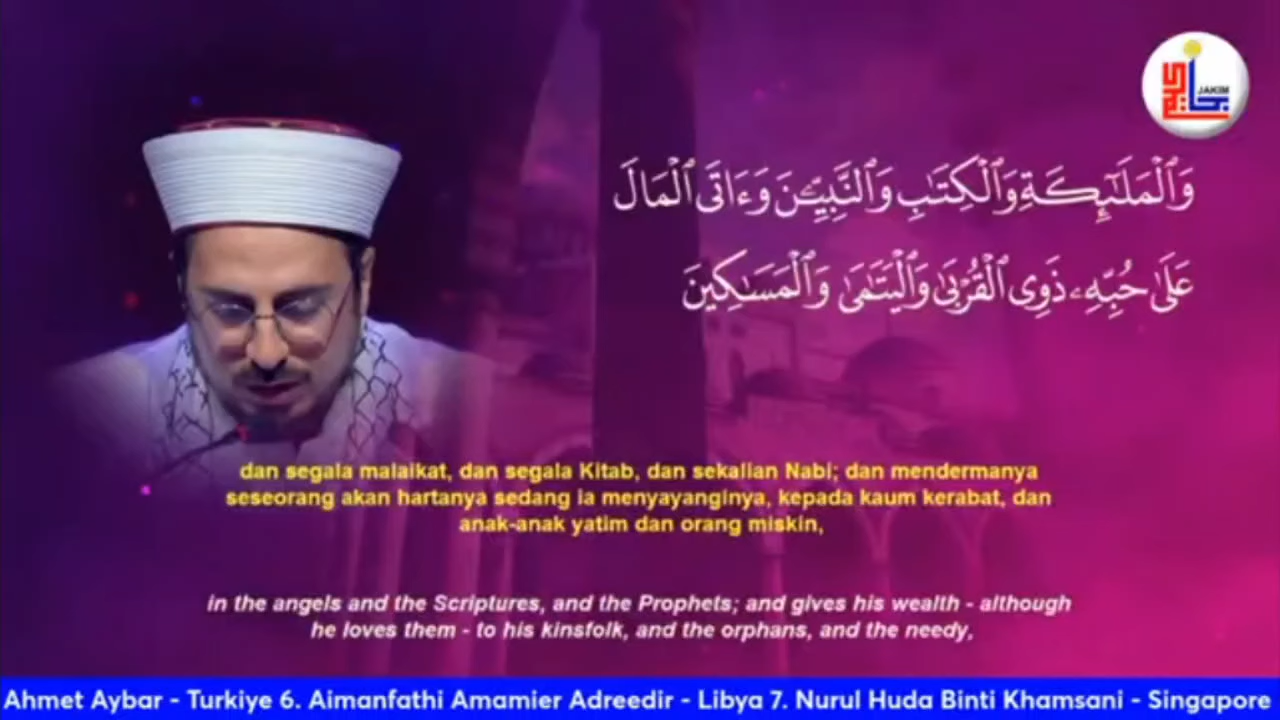 JAKIM
وَٱلْمَلَـٰٓئِكَةِ وَٱلْكِتَـٰبِ وَٱلنَّبِيِّـۧنَ وَءَاتَى ٱلْمَالَ
عَلَىٰ حُبِّهِۦ ذَوِى ٱلْقُرْبَىٰ وَٱلْيَتَـٰمَىٰ وَٱلْمَسَـٰكِينَ
dan segala malaikat, dan segala Kitab, dan sekalian Nabi; dan mendermanya
seseorang akan hartanya sedang ia menyayanginya, kepada kaum kerabat, dan
anak-anak yatim dan orang miskin,
in the angels and the Scriptures, and the Prophets; and gives his wealth - although
he loves them - to his kinsfolk, and the orphans, and the needy,
Ahmet Aybar - Turkiye 6. Aimanfathi Amamier Adreedir - Libya 7. Nurul Huda Binti Khamsani - Singapore